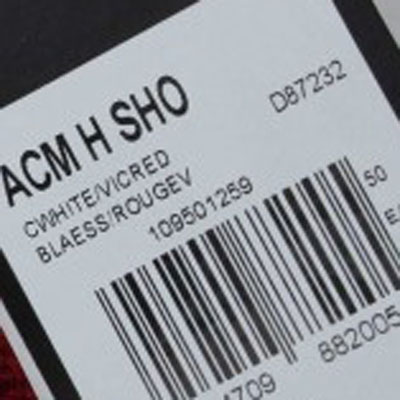 ACM H SHO
D87232
CWHITE/VICRED
BLAESS/ROUGEV
109501259
50
4709
882005